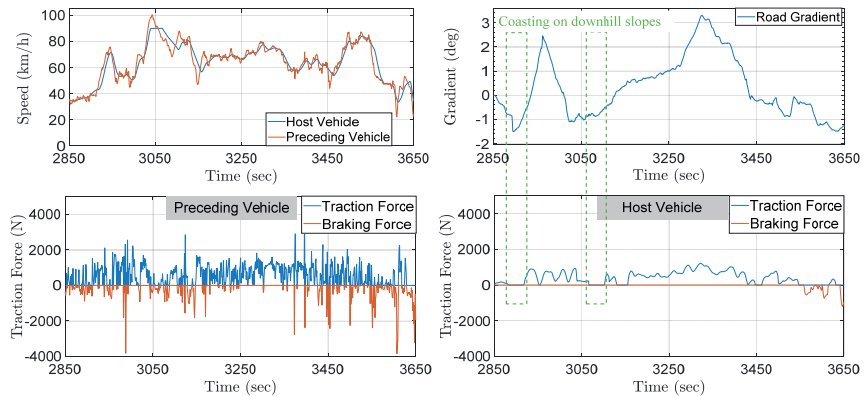 100
80
60
40
20
0
Speed (km/h)
Host Vehicle
Preceding Vehicle
2850
3050
3250
3450
3650
Time (sec)
Coasting on downhill slopes
Road Gradient
3
2
1
0
-1
-2
Gradient (deg)
2850
3050
3250
3450
3650
Time (sec)
Preceding Vehicle
Traction Force
Braking Force
4000
2000
0
-2000
-4000
Traction Force (N)
2850
3050
3250
3450
3650
Time (sec)
Host Vehicle
Traction Force
Braking Force
4000
2000
0
-2000
-4000
Traction Force (N)
2850
3050
3250
3450
3650
Time (sec)